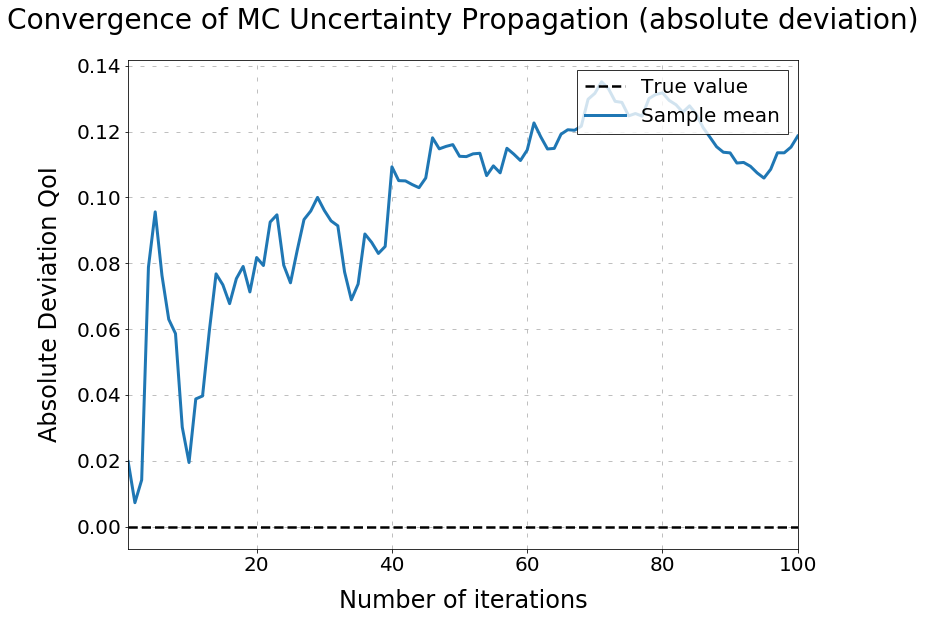 Convergence of MC Uncertainty Propagation (absolute deviation)
0.14
0.12
0.10
0.08
0.06
0.04
0.02
0.00
Absolute Deviation QoI
True value
Sample mean
20
40
60
80
100
Number of iterations